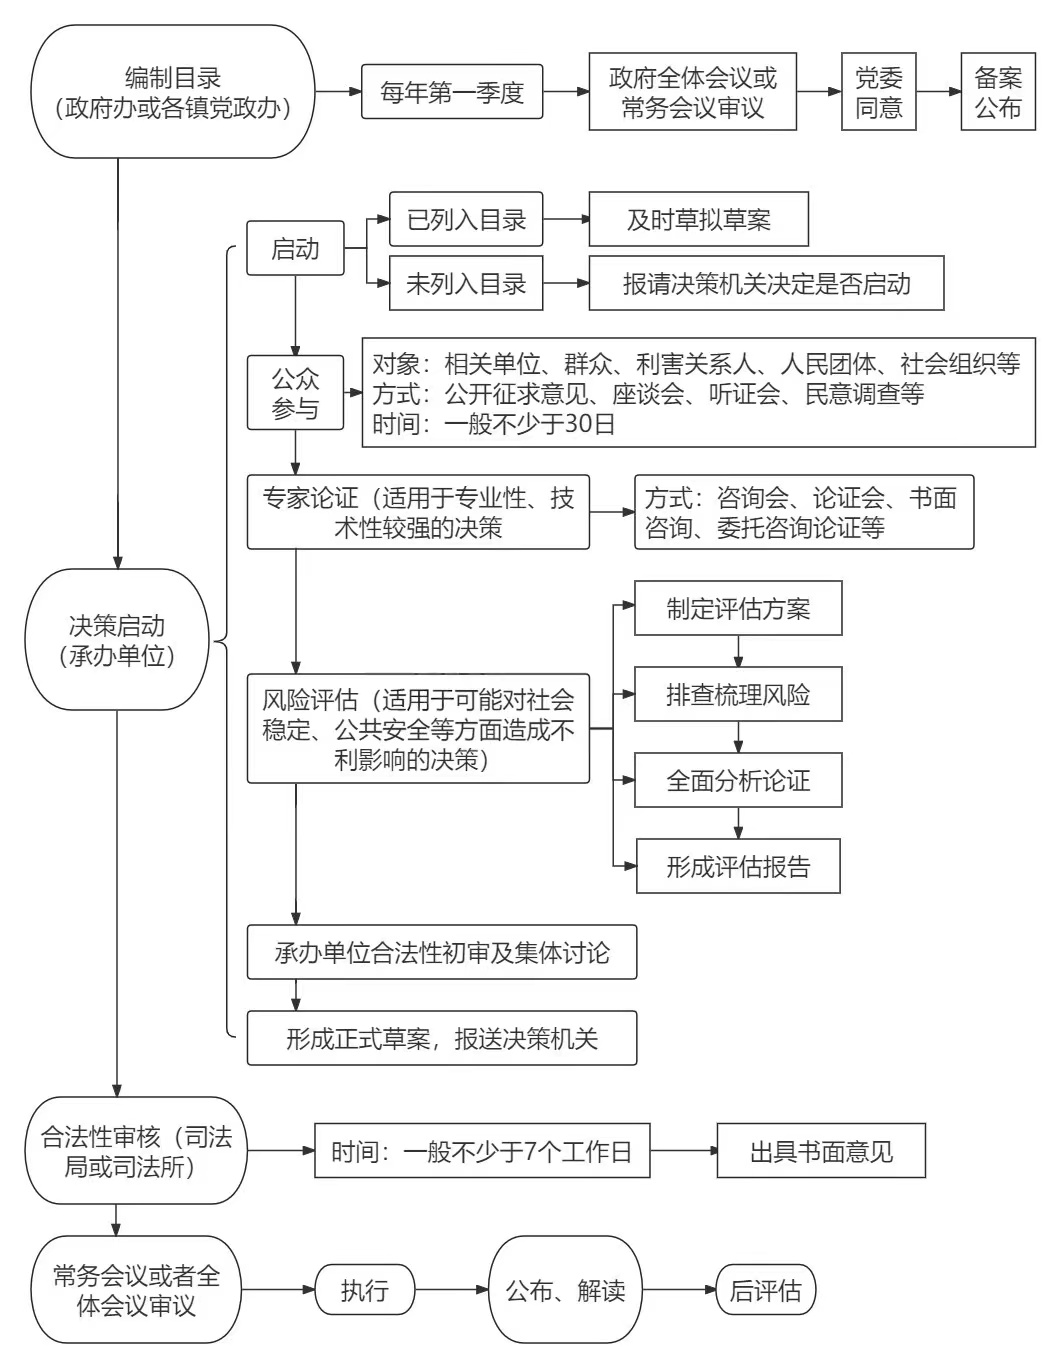 编制目录
（政府办或各镇党政办）
每年第一季度
政府全体会议或
常务会议审议
党委
同意
备案
公布
启动
已列入目录
及时草拟草案
未列入目录
报请决策机关决定是否启动
公众
参与
对象：相关单位、群众、利害关系人、人民团体、社会组织等
方式：公开征求意见、座谈会、听证会、民意调查等
时间：一般不少于30日
专家论证（适用于专业性、技
术性较强的决策
方式：咨询会、论证会、书面
咨询、委托咨询论证等
决策启动
（承办单位）
风险评估（适用于可能对社会
稳定、公共安全等方面造成不
利影响的决策）
制定评估方案
排查梳理风险
全面分析论证
形成评估报告
承办单位合法性初审及集体讨论
形成正式草案，报送决策机关
合法性审核（司法
局或司法所）
时间：一般不少于7个工作日
出具书面意见
常务会议或者全
体会议审议
执行
公布、解读
后评估